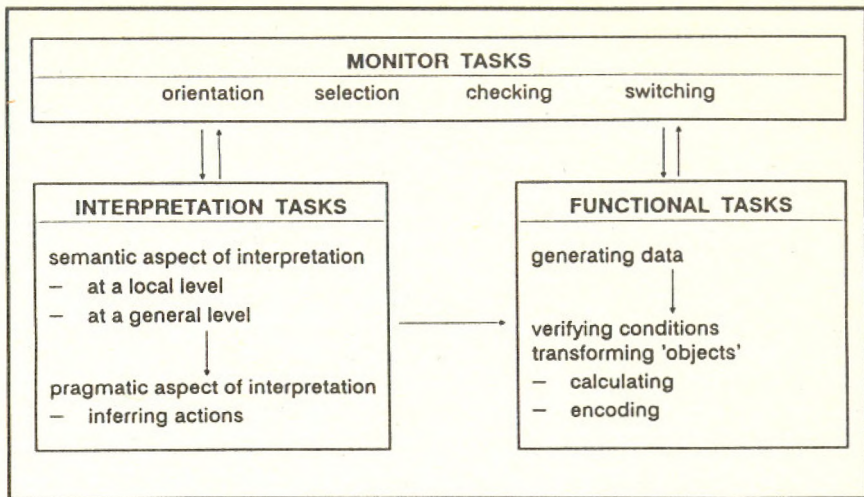 MONITOR TASKS
orientation selection checking switching
INTERPRETATION TASKS
semantic aspect of interpretation
– at a local level
– at a general level
pragmatic aspect of interpretation
– inferring actions
FUNCTIONAL TASKS
generating data
verifying conditions
transforming 'objects'
– calculating
– encoding